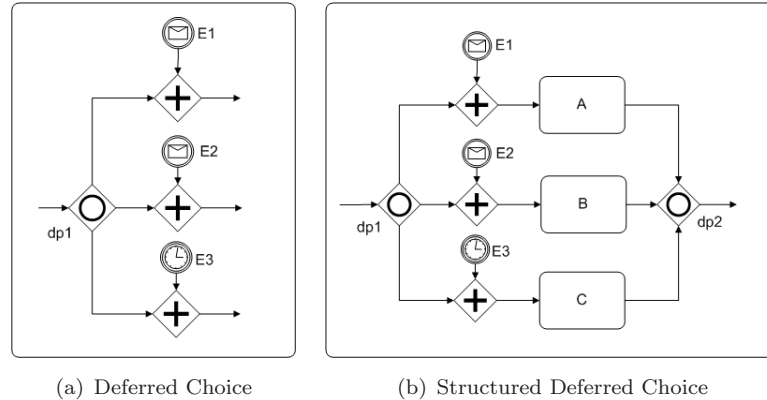 E1
E2
dp1
E3
(a) Deferred Choice
E1
A
E2
B
dp1
dp2
E3
C
(b) Structured Deferred Choice